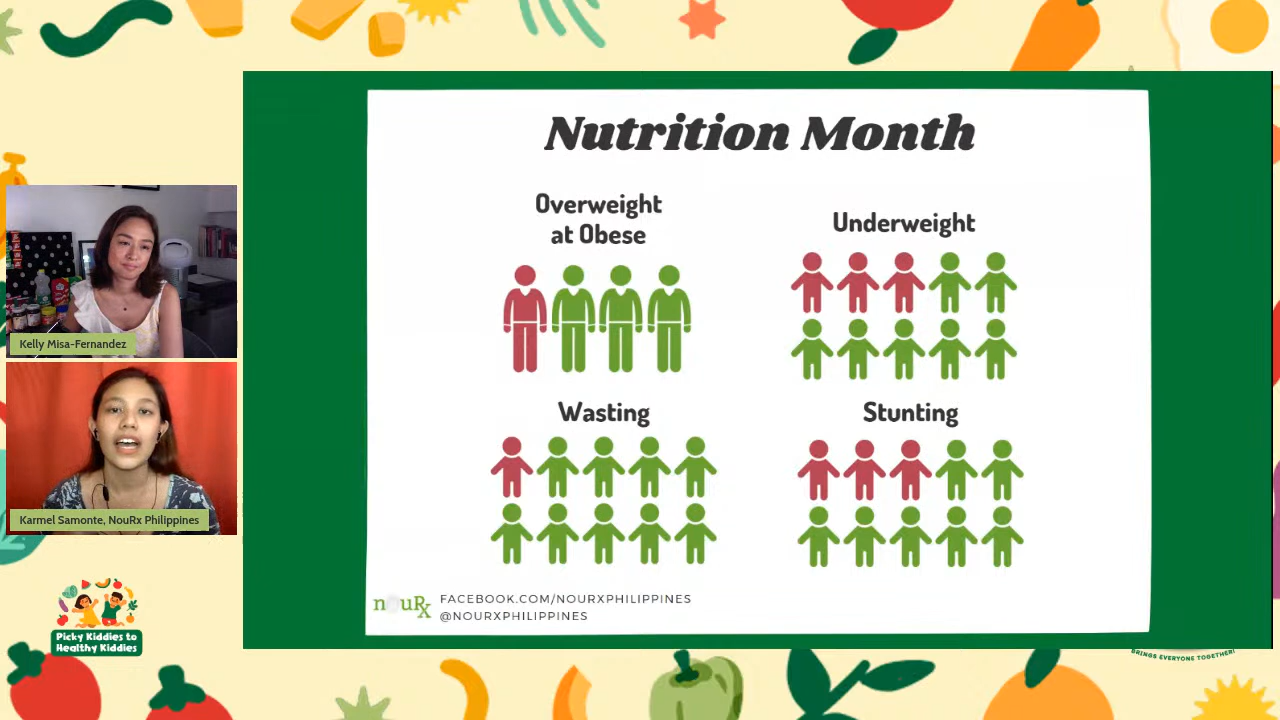 Nutrition Month
Overweight
at Obese
Underweight
Wasting
Stunting
nouRx
FACEBOOK.COM/NOURXPHILIPPINES
@NOURXPHILIPPINES
Kelly Misa-Fernandez
Karmel Samonte, NouRx Philippines
Picky Kiddies to
Healthy Kiddies
BRINGS EVERYONE TOGETHER!